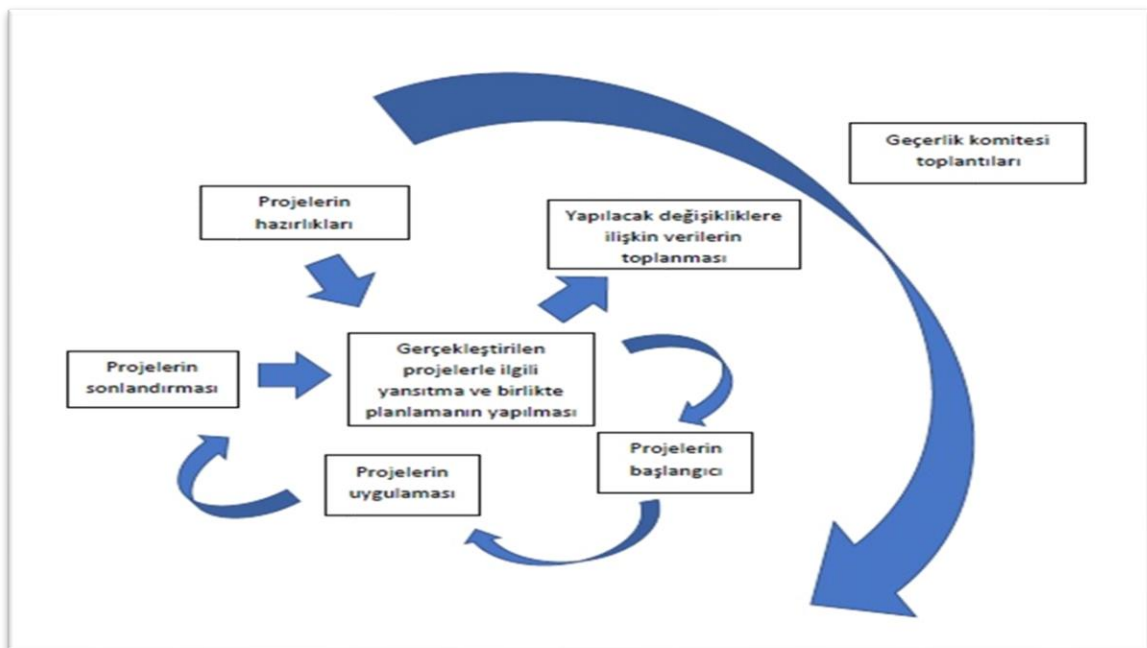 Geçerlik komitesi
toplantıları
Projelerin
hazırlıkları
Yapılacak değişikliklere
ilişkin verilerin
toplanması
Gerçekleştirilen
projelerle ilgili
yansıtma ve birlikte
planlamanın yapılması
Projelerin
sonlandırması
Projelerin
başlangıcı
Projelerin
uygulaması